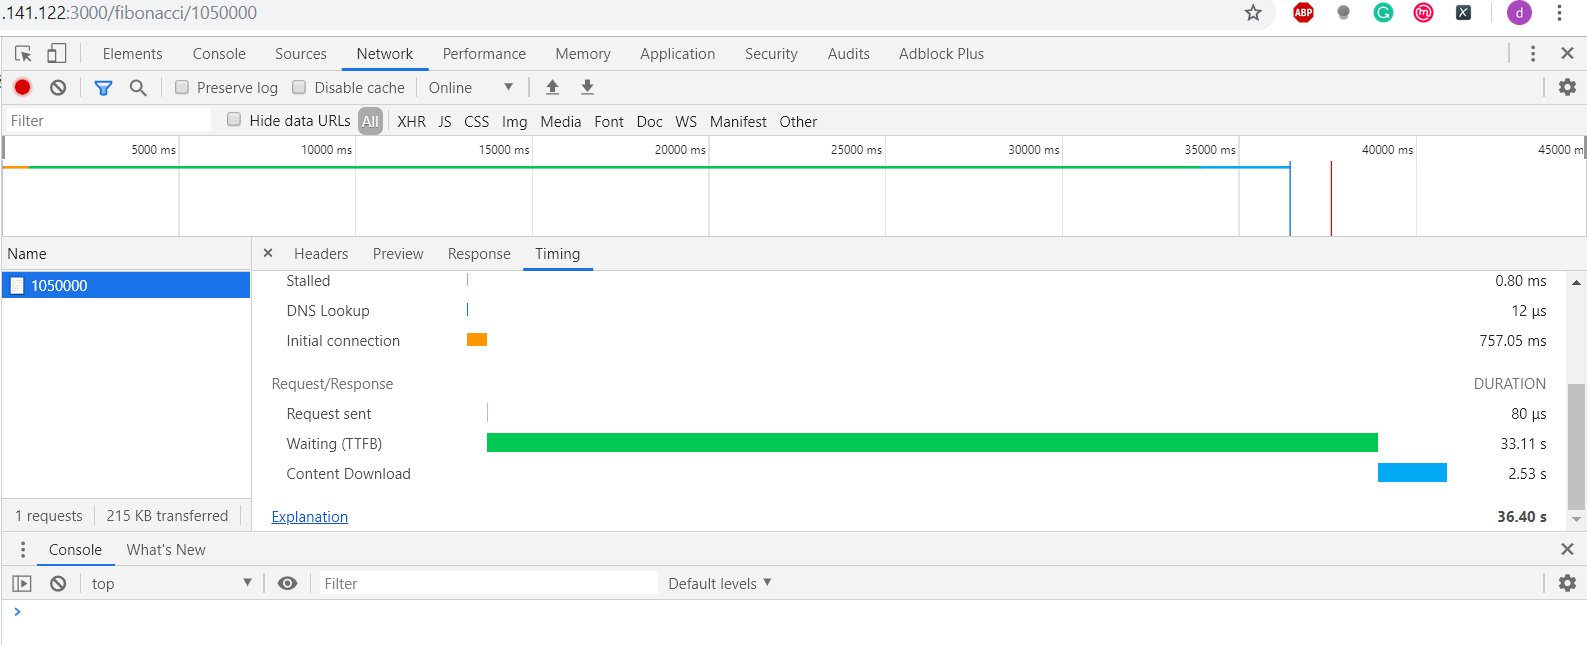 .141.122:3000/fibonacci/1050000
ABP
d
Elements Console Sources Network Performance Memory Application Security Audits Adblock Plus
Preserve log Disable cache Online
Filter Hide data URLs All XHR JS CSS Img Media Font Doc WS Manifest Other
5000 ms 10000 ms 15000 ms 20000 ms 25000 ms 30000 ms 35000 ms 40000 ms 45000 m
Name Headers Preview Response Timing
1050000
Stalled 0.80 ms
DNS Lookup 12 μs
Initial connection 757.05 ms
Request/Response DURATION
Request sent 80 μs
Waiting (TTFB) 33.11 s
Content Download 2.53 s
1 requests 215 KB transferred Explanation 36.40 s
Console What's New
top Filter Default levels